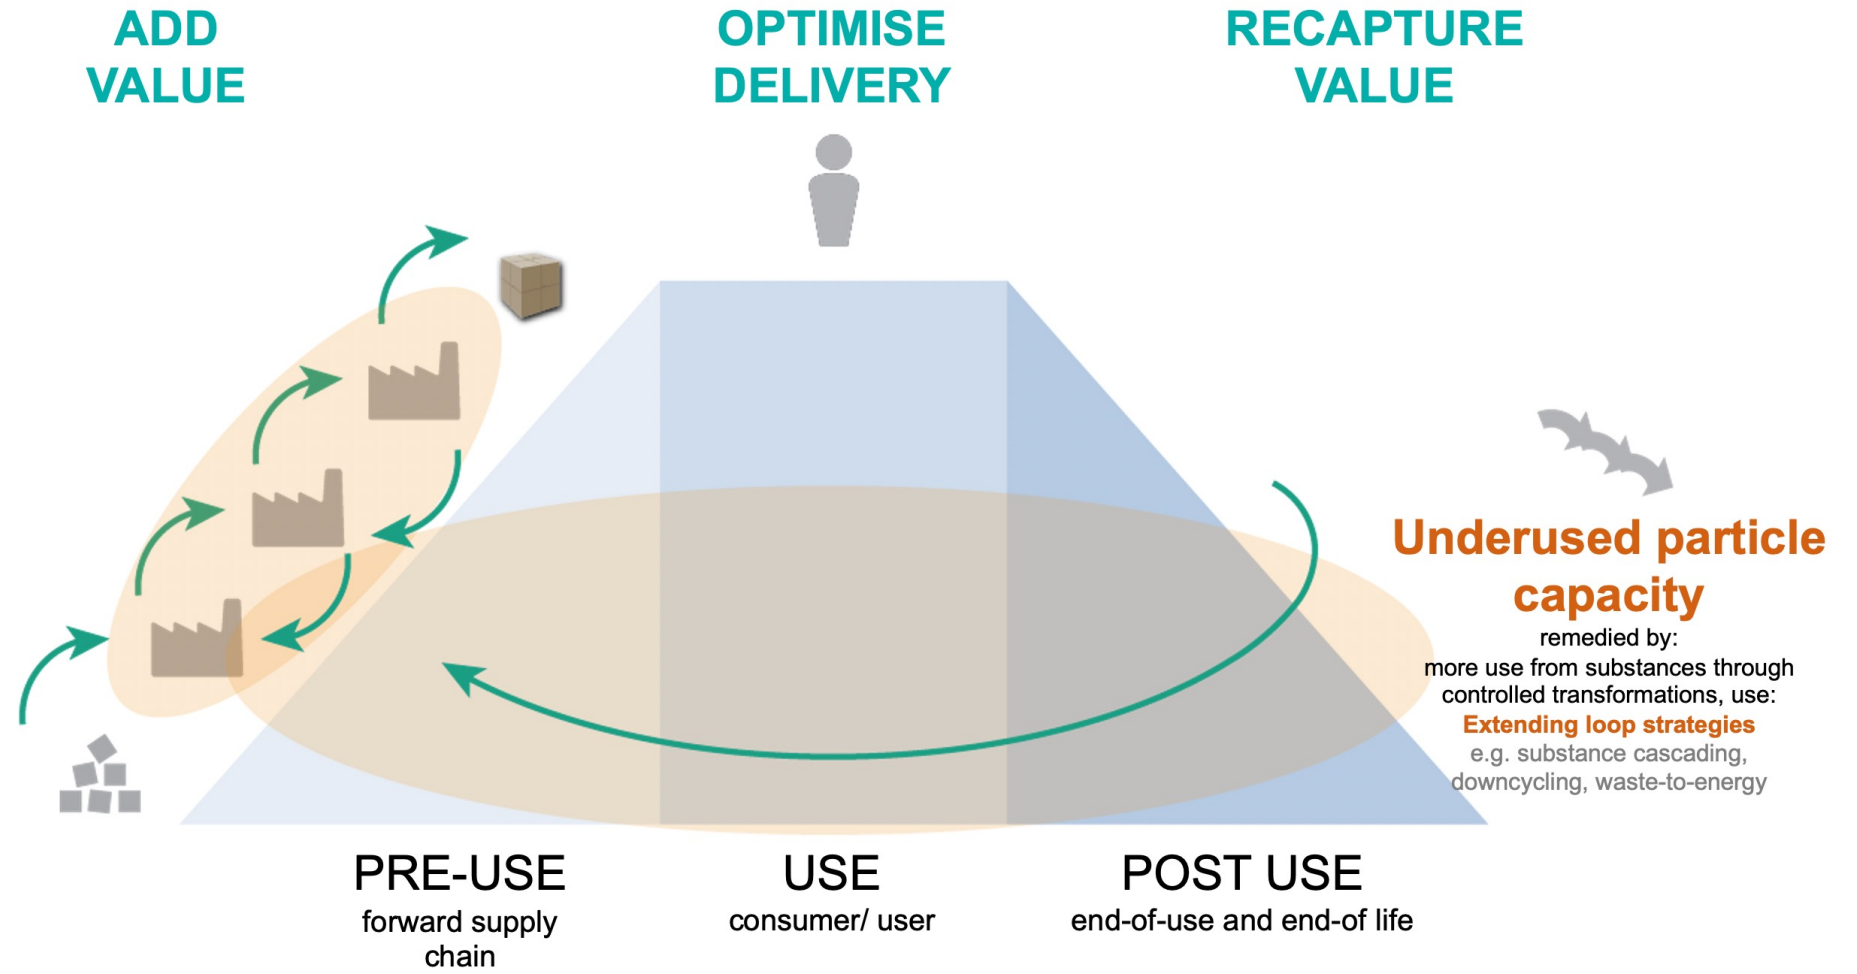 ADD
VALUE
OPTIMISE
DELIVERY
RECAPTURE
VALUE
Underused particle
capacity
remedied by:
more use from substances through
controlled transformations, use:
Extending loop strategies
e.g. substance cascading,
downcycling, waste-to-energy
PRE-USE
forward supply
chain
USE
consumer/ user
POST USE
end-of-use and end-of life